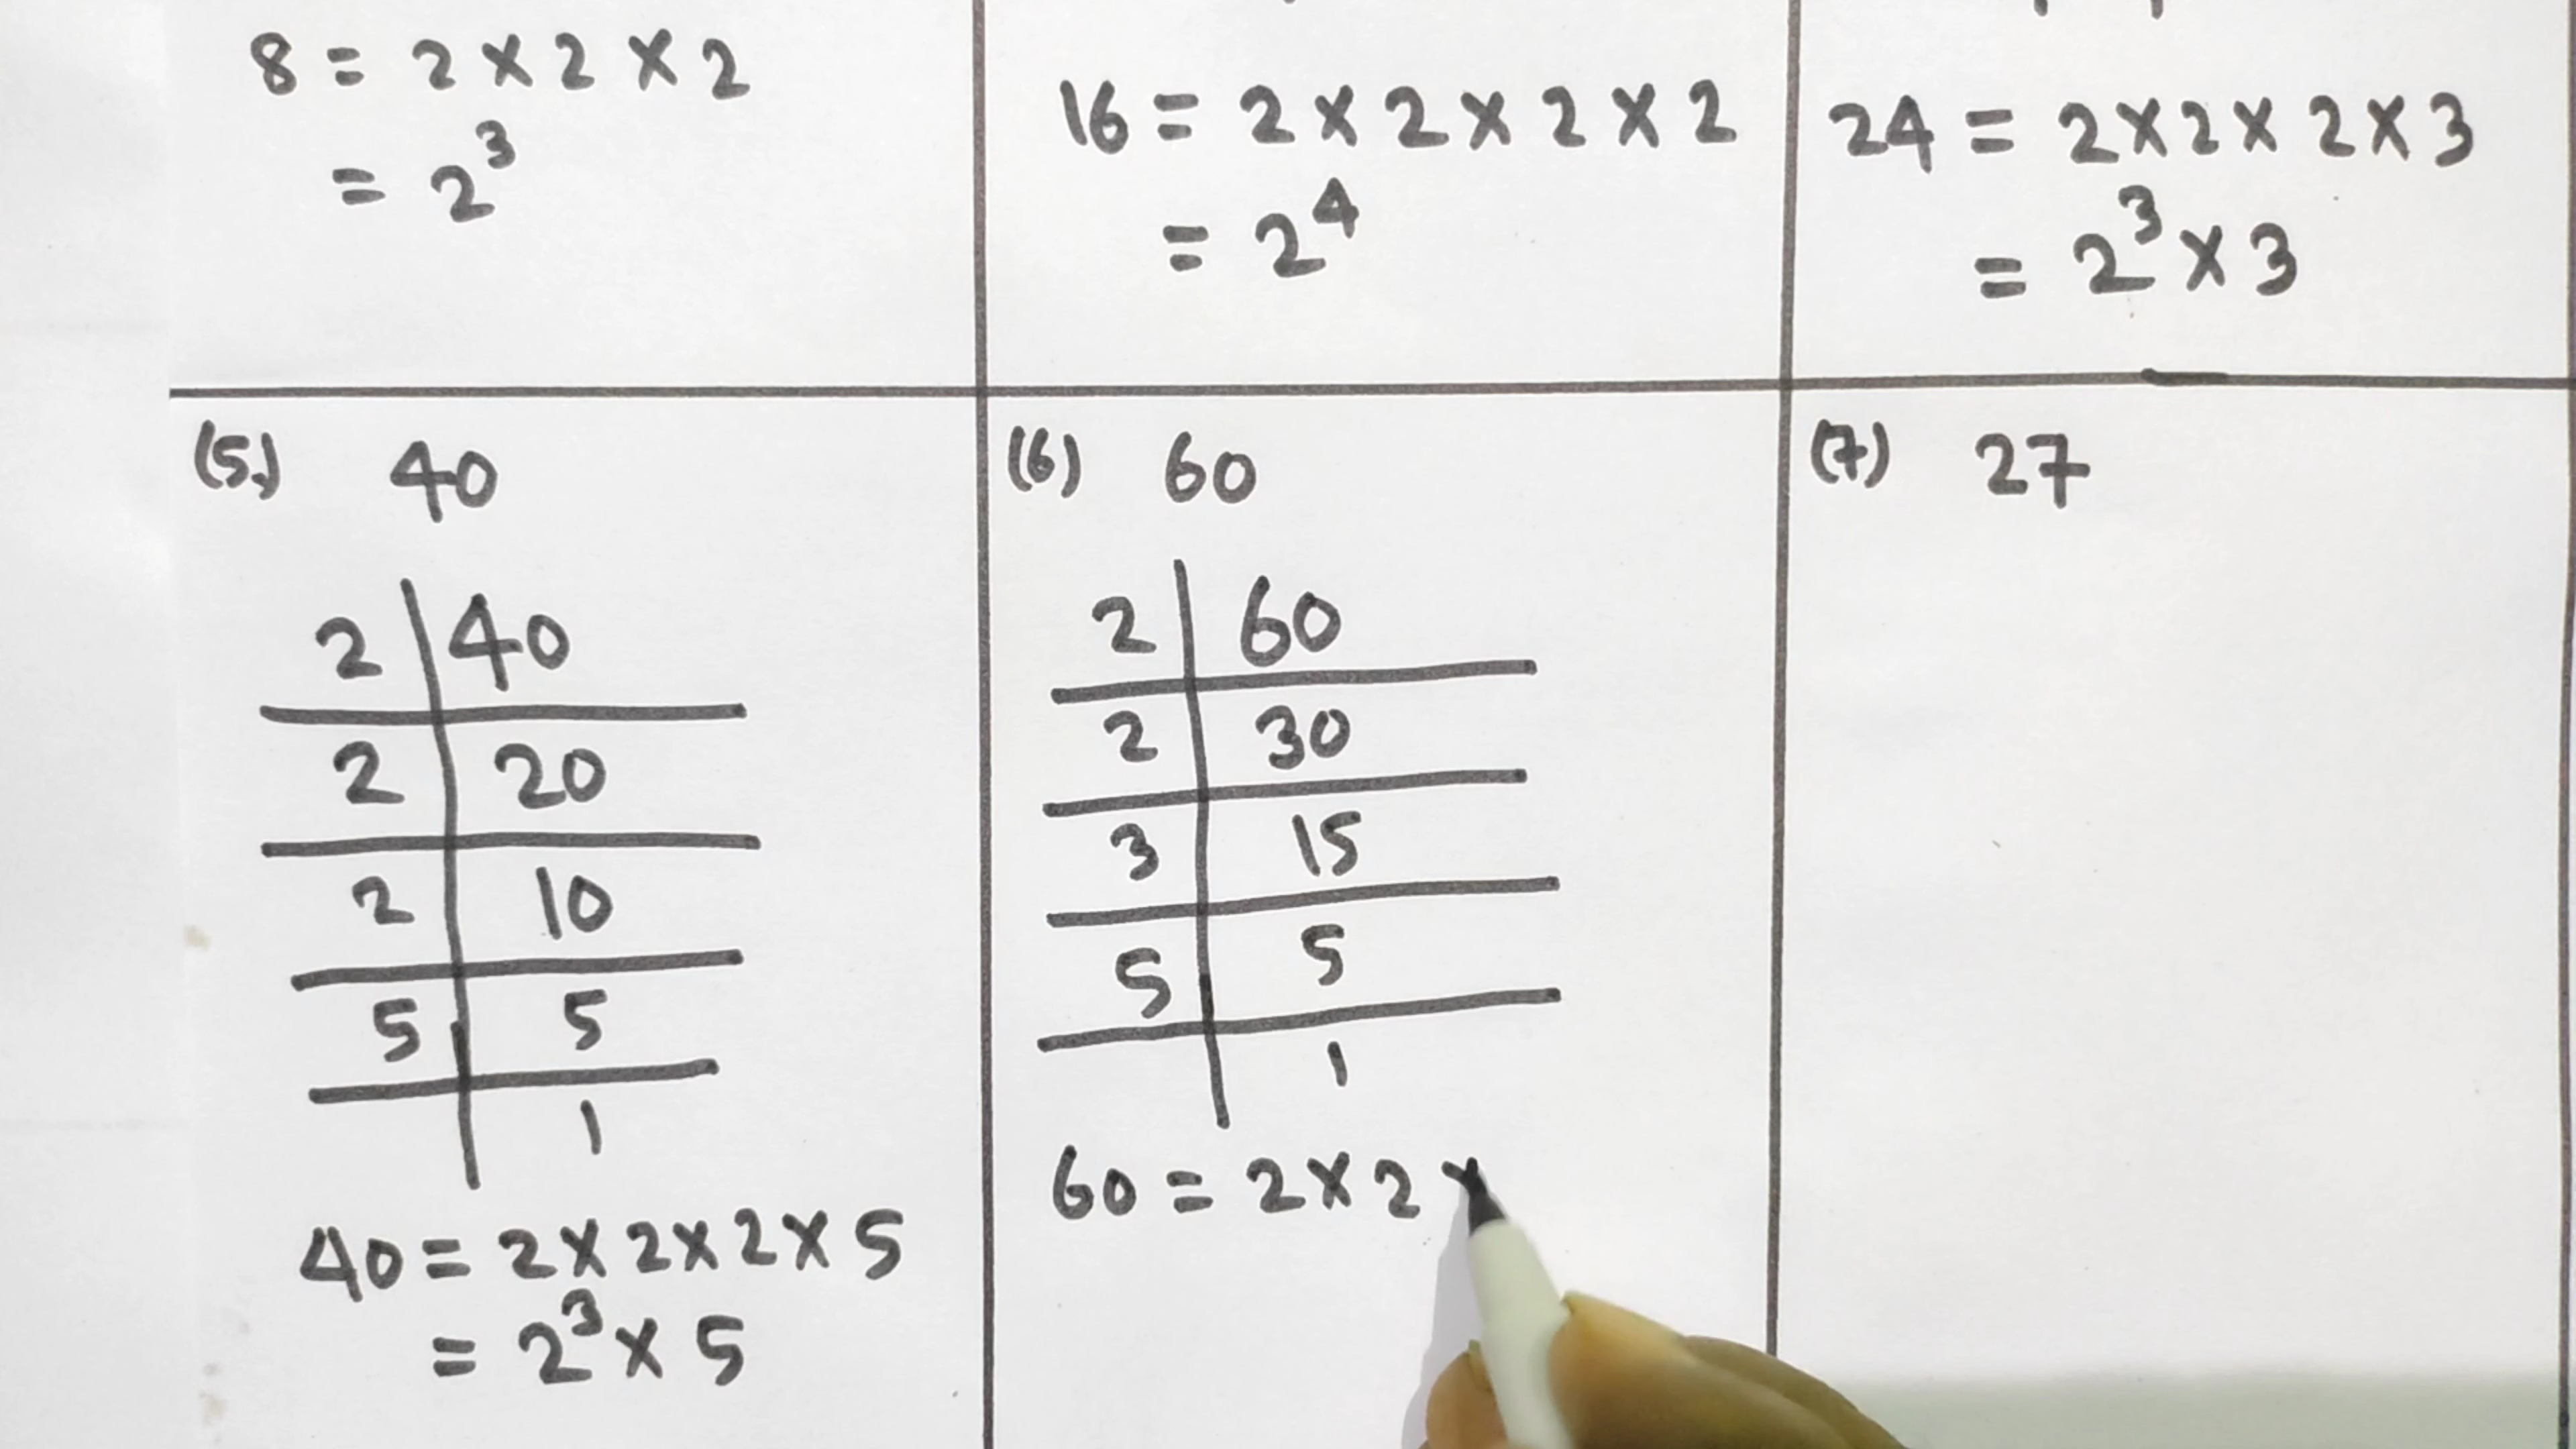 8 = 2 × 2 × 2
= 2³
16 = 2 × 2 × 2 × 2
= 2⁴
24 = 2 × 2 × 2 × 3
= 2³ × 3
(5) 40
2 | 40
2 | 20
2 | 10
5 | 5
1
40 = 2 × 2 × 2 × 5
= 2³ × 5
(6) 60
2 | 60
2 | 30
3 | 15
5 | 5
1
60 = 2 × 2 ×
(7) 27